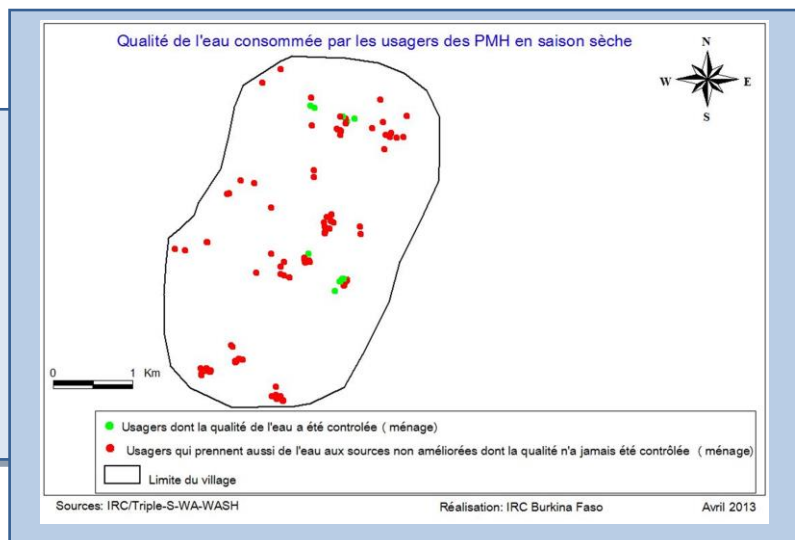 Qualité de l'eau consommée par les usagers des PMH en saison sèche
N
W E
S
0 1 Km
Usagers dont la qualité de l'eau a été controlée ( ménage)
Usagers qui prennent aussi de l'eau aux sources non améliorées dont la qualité n'a jamais été contrôlée ( ménage)
Limite du village
Sources: IRC/Triple-S-WA-WASH Réalisation: IRC Burkina Faso Avril 2013